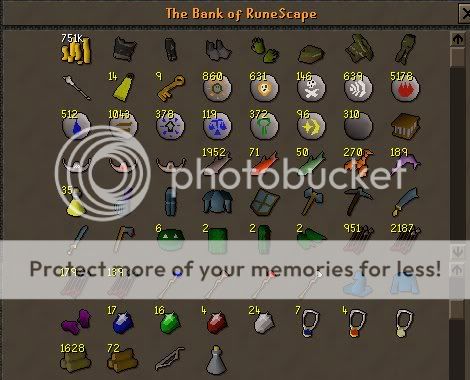 The Bank of RuneScape
751K
14 9 860 631 146 639 5178
512 1043 378 119 372 96 310
1952 71 50 270 189
photobucket
35
6 2 2 2 951 2187
Protect more of your memories for less!
17 16 4 24 7 4
1628 72